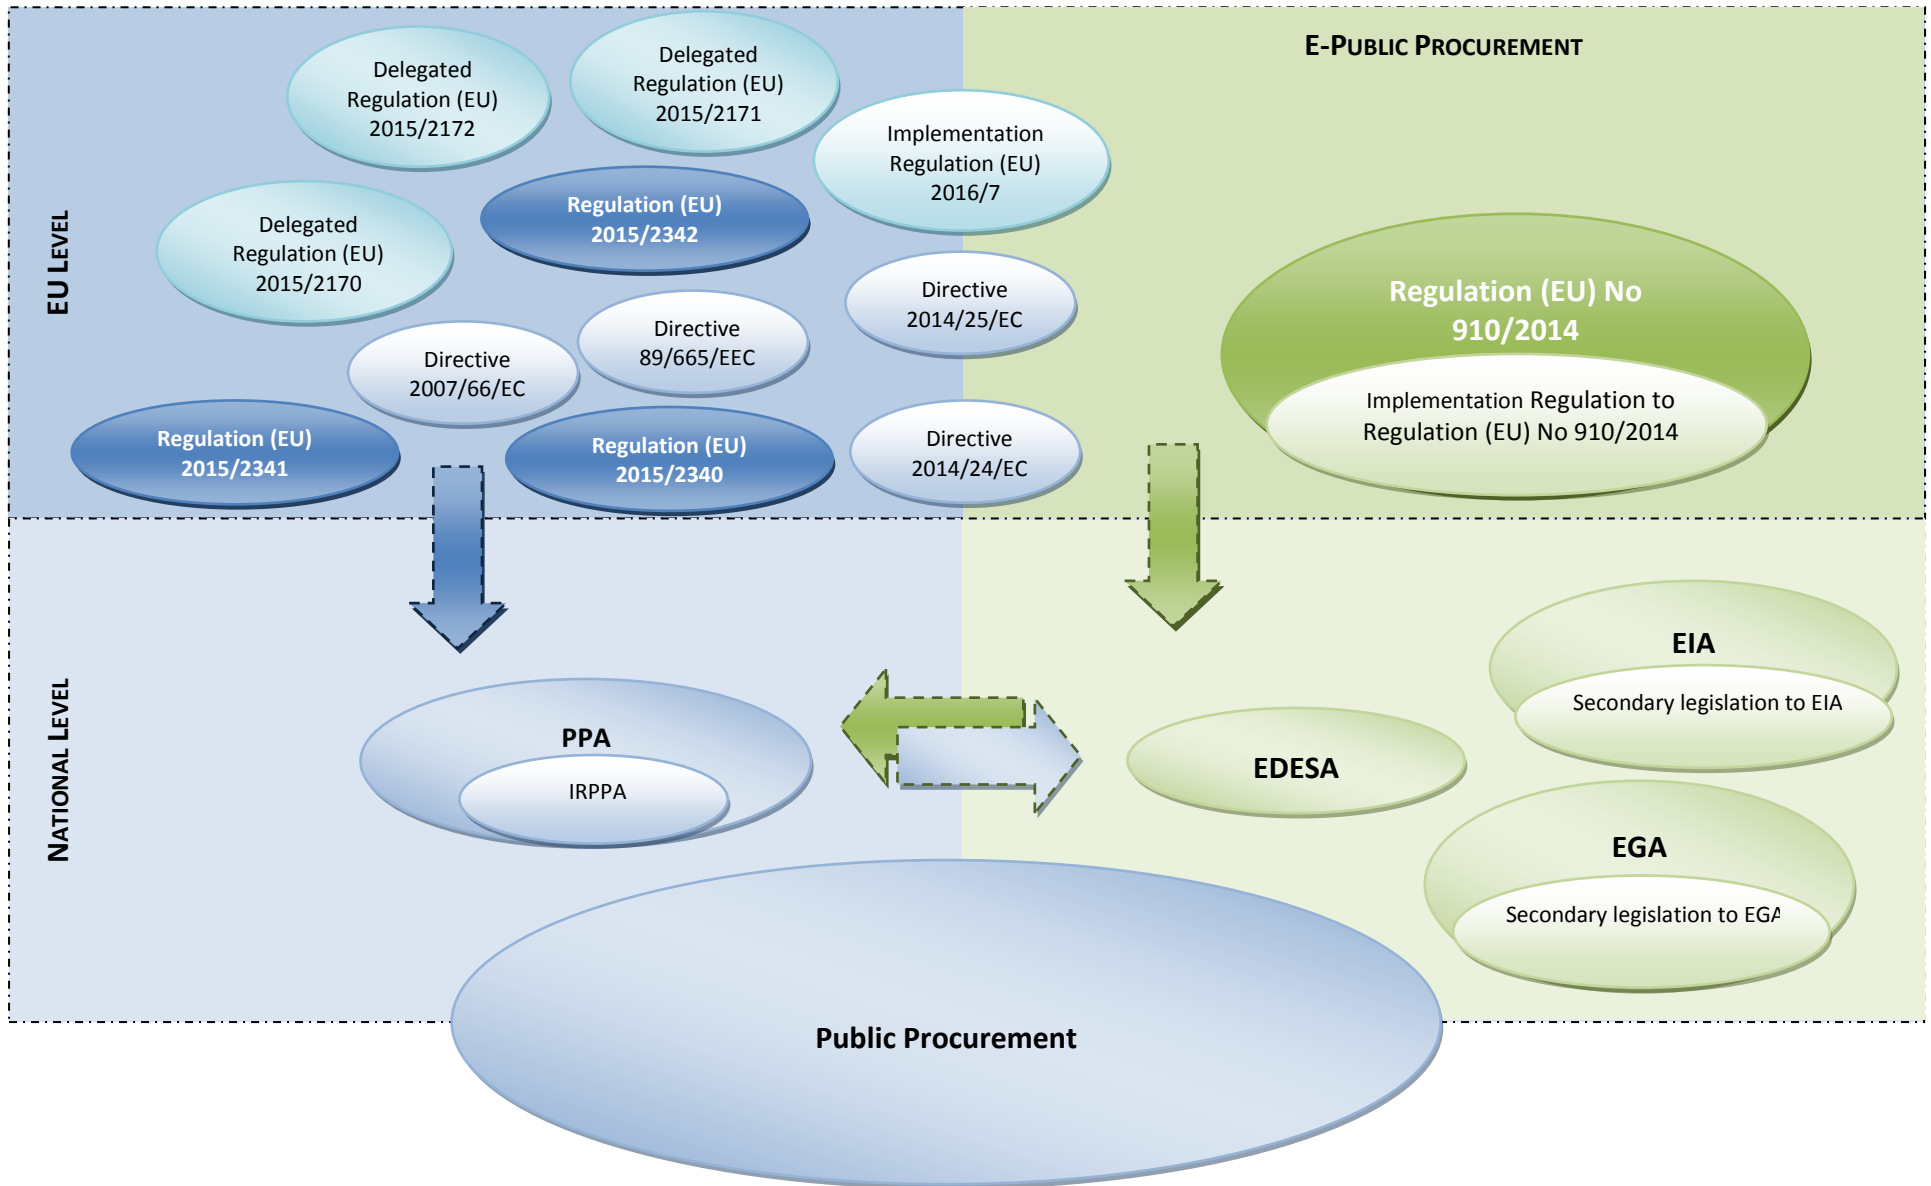 E-PUBLIC PROCUREMENT
EU LEVEL
Delegated
Regulation (EU)
2015/2172
Delegated
Regulation (EU)
2015/2171
Implementation
Regulation (EU)
2016/7
Regulation (EU)
2015/2342
Delegated
Regulation (EU)
2015/2170
Directive
2014/25/EC
Regulation (EU) No
910/2014
Directive
89/665/EEC
Directive
2007/66/EC
Implementation Regulation to
Regulation (EU) No 910/2014
Regulation (EU)
2015/2341
Regulation (EU)
2015/2340
Directive
2014/24/EC
NATIONAL LEVEL
PPA
IRPPA
EDESA
EIA
Secondary legislation to EIA
EGA
Secondary legislation to EGA
Public Procurement